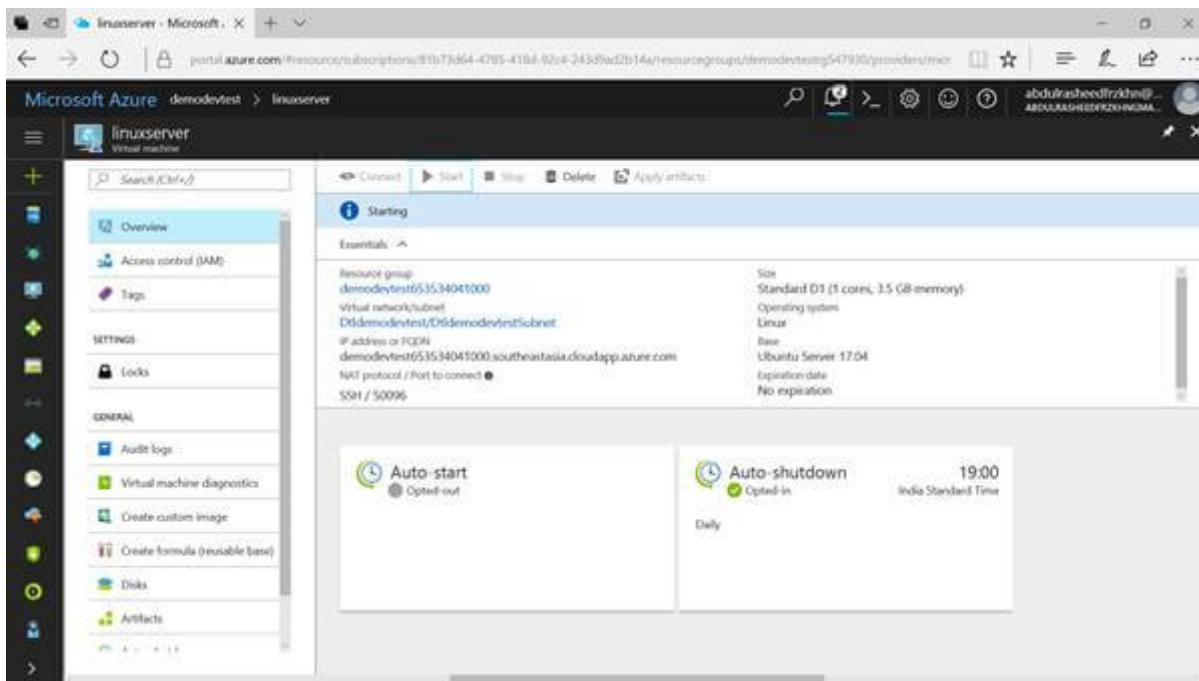 linuxserver - Microsoft
portal.azure.com
Microsoft Azure demodevtest > linuxserver
linuxserver
Virtual machine
Search (Ctrl+/)
Connect Start Stop Delete Apply artifacts
Starting
Overview
Access control (IAM)
Tags
SETTINGS
Locks
GENERAL
Audit logs
Virtual machine diagnostics
Create custom image
Create formula (reusable base)
Disks
Artifacts
Essentials
Resource group
demodevtest653534041000
Virtual network/subnet
Dtldemodevtest/DtldemodevtestSubnet
IP address or FQDN
demodevtest653534041000.southeastasia.cloudapp.azure.com
NAT protocol / Port to connect
SSH / 50096
Size
Standard D1 (1 cores, 3.5 GB memory)
Operating system
Linux
Base
Ubuntu Server 17.04
Expiration date
No expiration
Auto-start
Opted-out
Auto-shutdown
Opted-in
19:00
India Standard Time
Daily